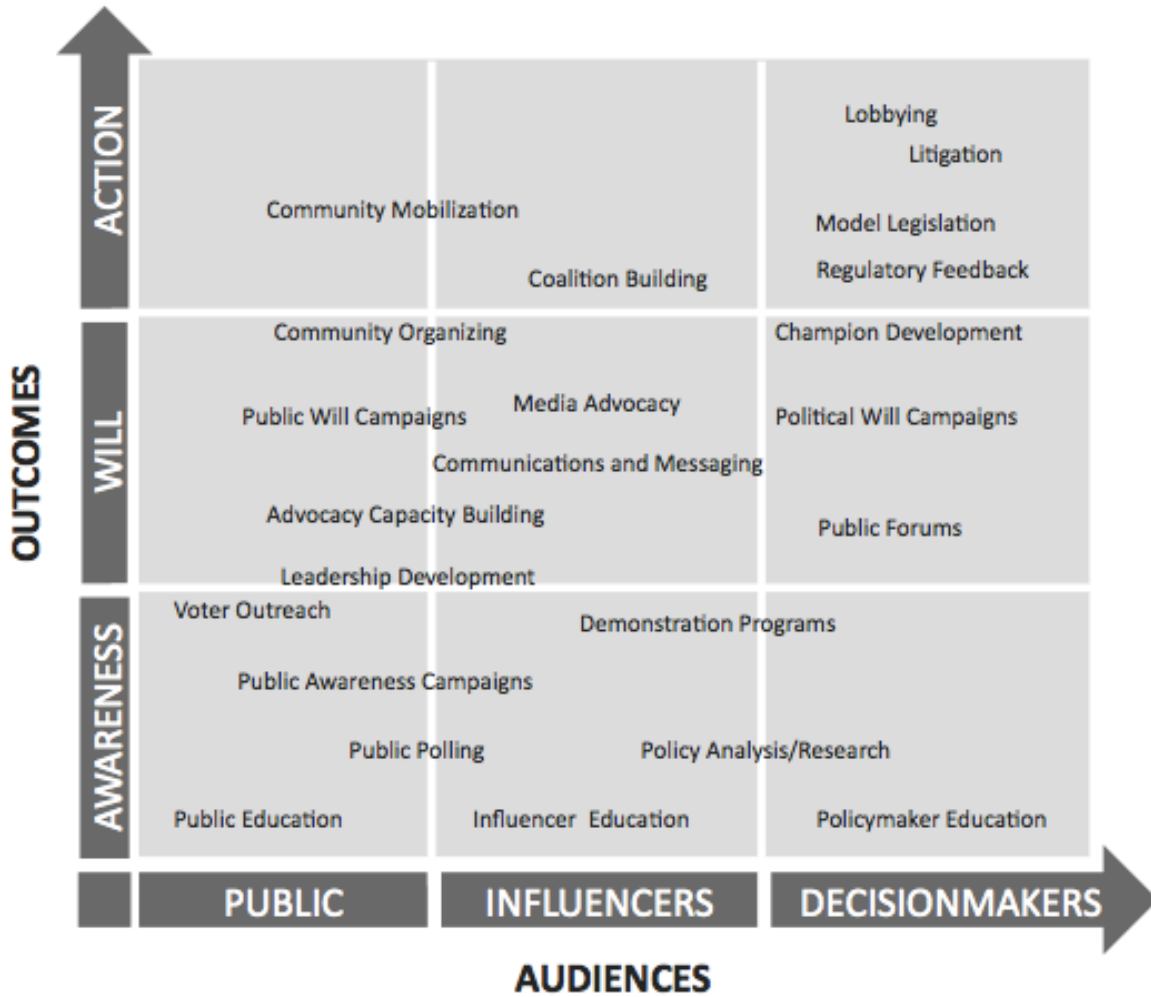 ACTION
Lobbying
Litigation
Community Mobilization
Model Legislation
Regulatory Feedback
Coalition Building
OUTCOMES
WILL
Community Organizing
Champion Development
Media Advocacy
Public Will Campaigns
Political Will Campaigns
Communications and Messaging
Advocacy Capacity Building
Public Forums
Leadership Development
AWARENESS
Voter Outreach
Demonstration Programs
Public Awareness Campaigns
Public Polling
Policy Analysis/Research
Public Education
Influencer Education
Policymaker Education
PUBLIC
INFLUENCERS
DECISIONMAKERS
AUDIENCES